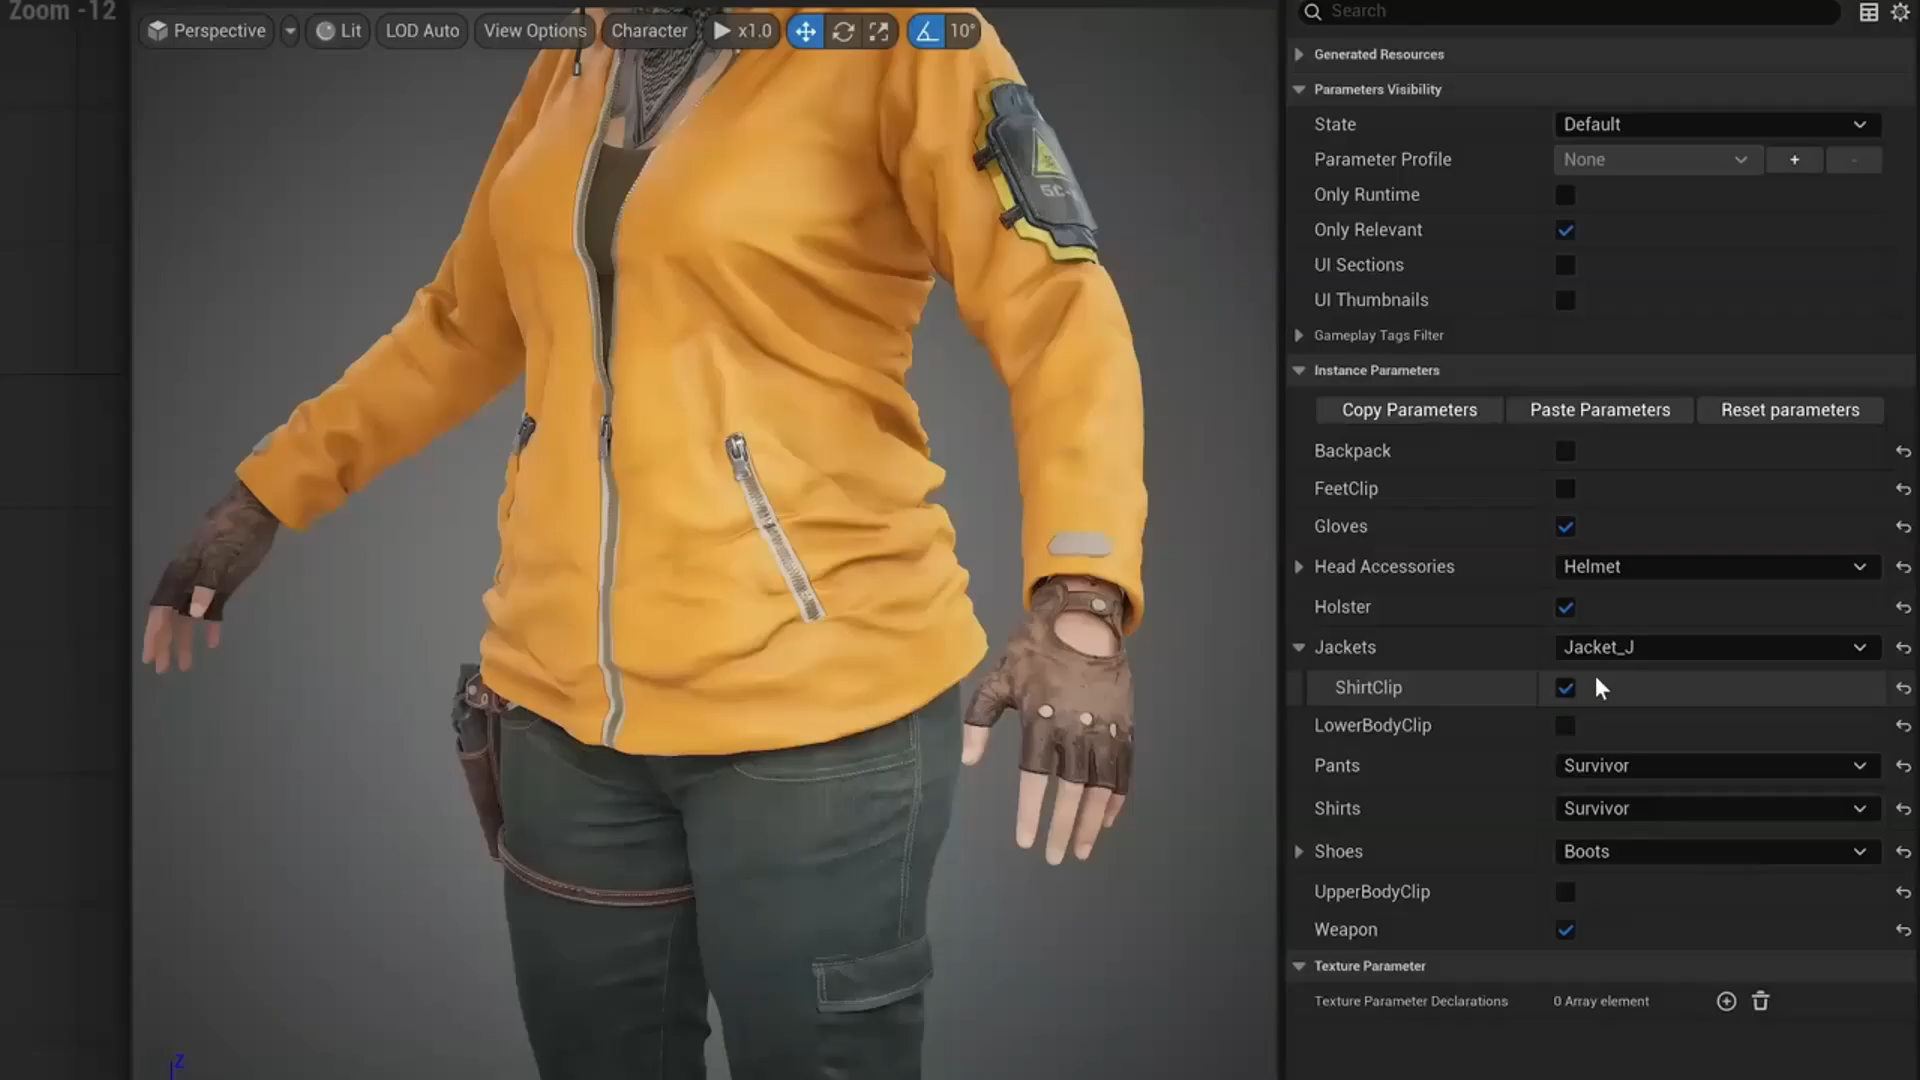 Zoom -12
Perspective
Lit
LOD Auto
View Options
Character
x1.0
10°
Search
Generated Resources
Parameters Visibility
State
Default
Parameter Profile
None
+
-
Only Runtime
Only Relevant
UI Sections
UI Thumbnails
Gameplay Tags Filter
Instance Parameters
Copy Parameters
Paste Parameters
Reset parameters
Backpack
FeetClip
Gloves
Head Accessories
Helmet
Holster
Jackets
Jacket_J
ShirtClip
LowerBodyClip
Pants
Survivor
Shirts
Survivor
Shoes
Boots
UpperBodyClip
Weapon
Texture Parameter
Texture Parameter Declarations
0 Array element
Z